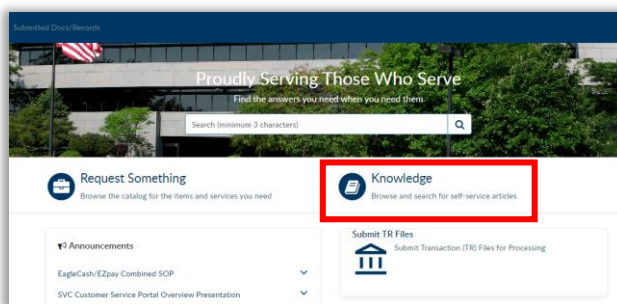 Submitted Docs/Records
Proudly Serving Those Who Serve
Find the answers you need when you need them
Search (minimum 3 characters)
Request Something
Browse the catalog for the items and services you need
Knowledge
Browse and search for self-service articles
Announcements
EagleCash/EZpay Combined SOP
SVC Customer Service Portal Overview Presentation
Submit TR Files
Submit Transaction (TR) Files for Processing